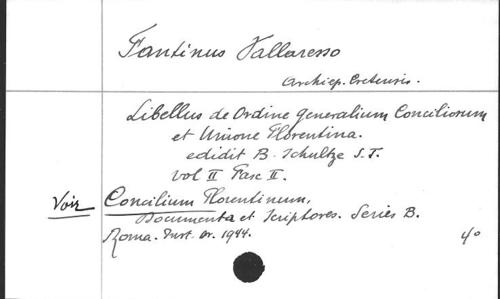 Fantinus Vallaresso
Archiep. Cretensis.
Libellus de Ordine generalium Conciliorum
et Unione Florentina.
edidit B. Schultze S.J.
vol II Fasc II.
Voir Concilium Florentinum,
Documenta et Scriptores. Series B.
Roma. Inst. Or. 1944.
4º